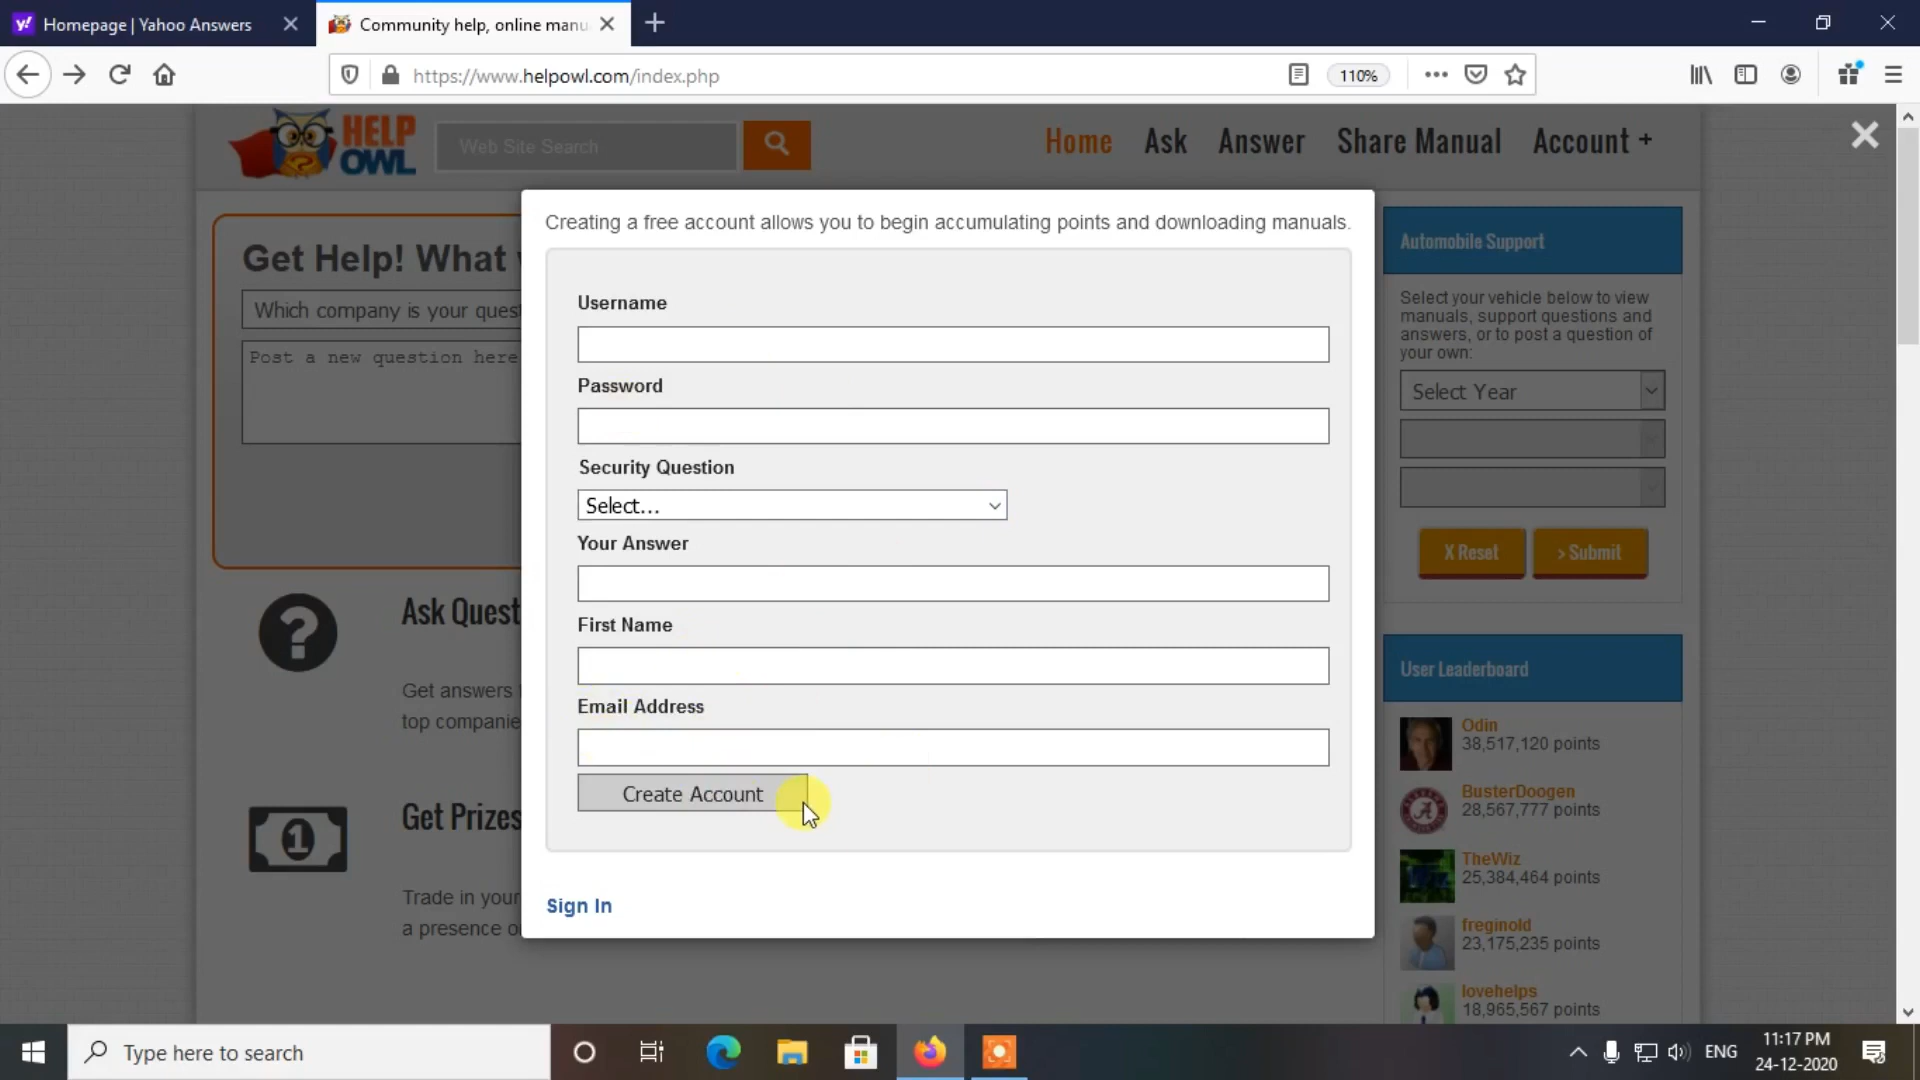 Homepage | Yahoo Answers
Community help, online manu
https://www.helpowl.com/index.php
110%
HELP
OWL
Web Site Search
Home
Ask
Answer
Share Manual
Account +
Get Help! What
Which company is your quest
Post a new question here
Creating a free account allows you to begin accumulating points and downloading manuals.
Username
Password
Security Question
Select...
Your Answer
First Name
Email Address
Create Account
Sign In
Ask Quest
Get answers
top companie
Get Prizes
Trade in your
a presence o
Automobile Support
Select your vehicle below to view
manuals, support questions and
answers, or to post a question of
your own:
Select Year
X Reset
> Submit
User Leaderboard
Odin
38,517,120 points
BusterDoogen
28,567,777 points
TheWiz
25,384,464 points
freginold
23,175,235 points
lovehelps
18,965,567 points
Type here to search
ENG
11:17 PM
24-12-2020